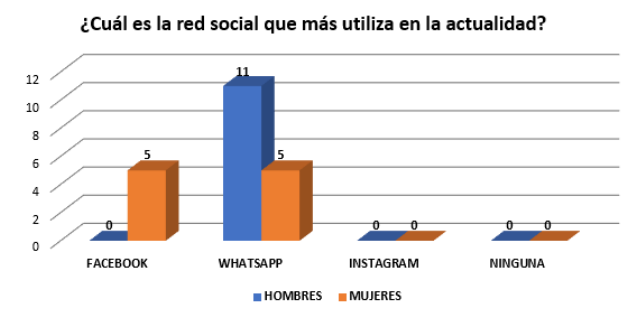 ¿Cuál es la red social que más utiliza en la actualidad?
12
10
8
6
4
2
0
0
5
11
5
0
0
0
0
FACEBOOK
WHATSAPP
INSTAGRAM
NINGUNA
HOMBRES
MUJERES